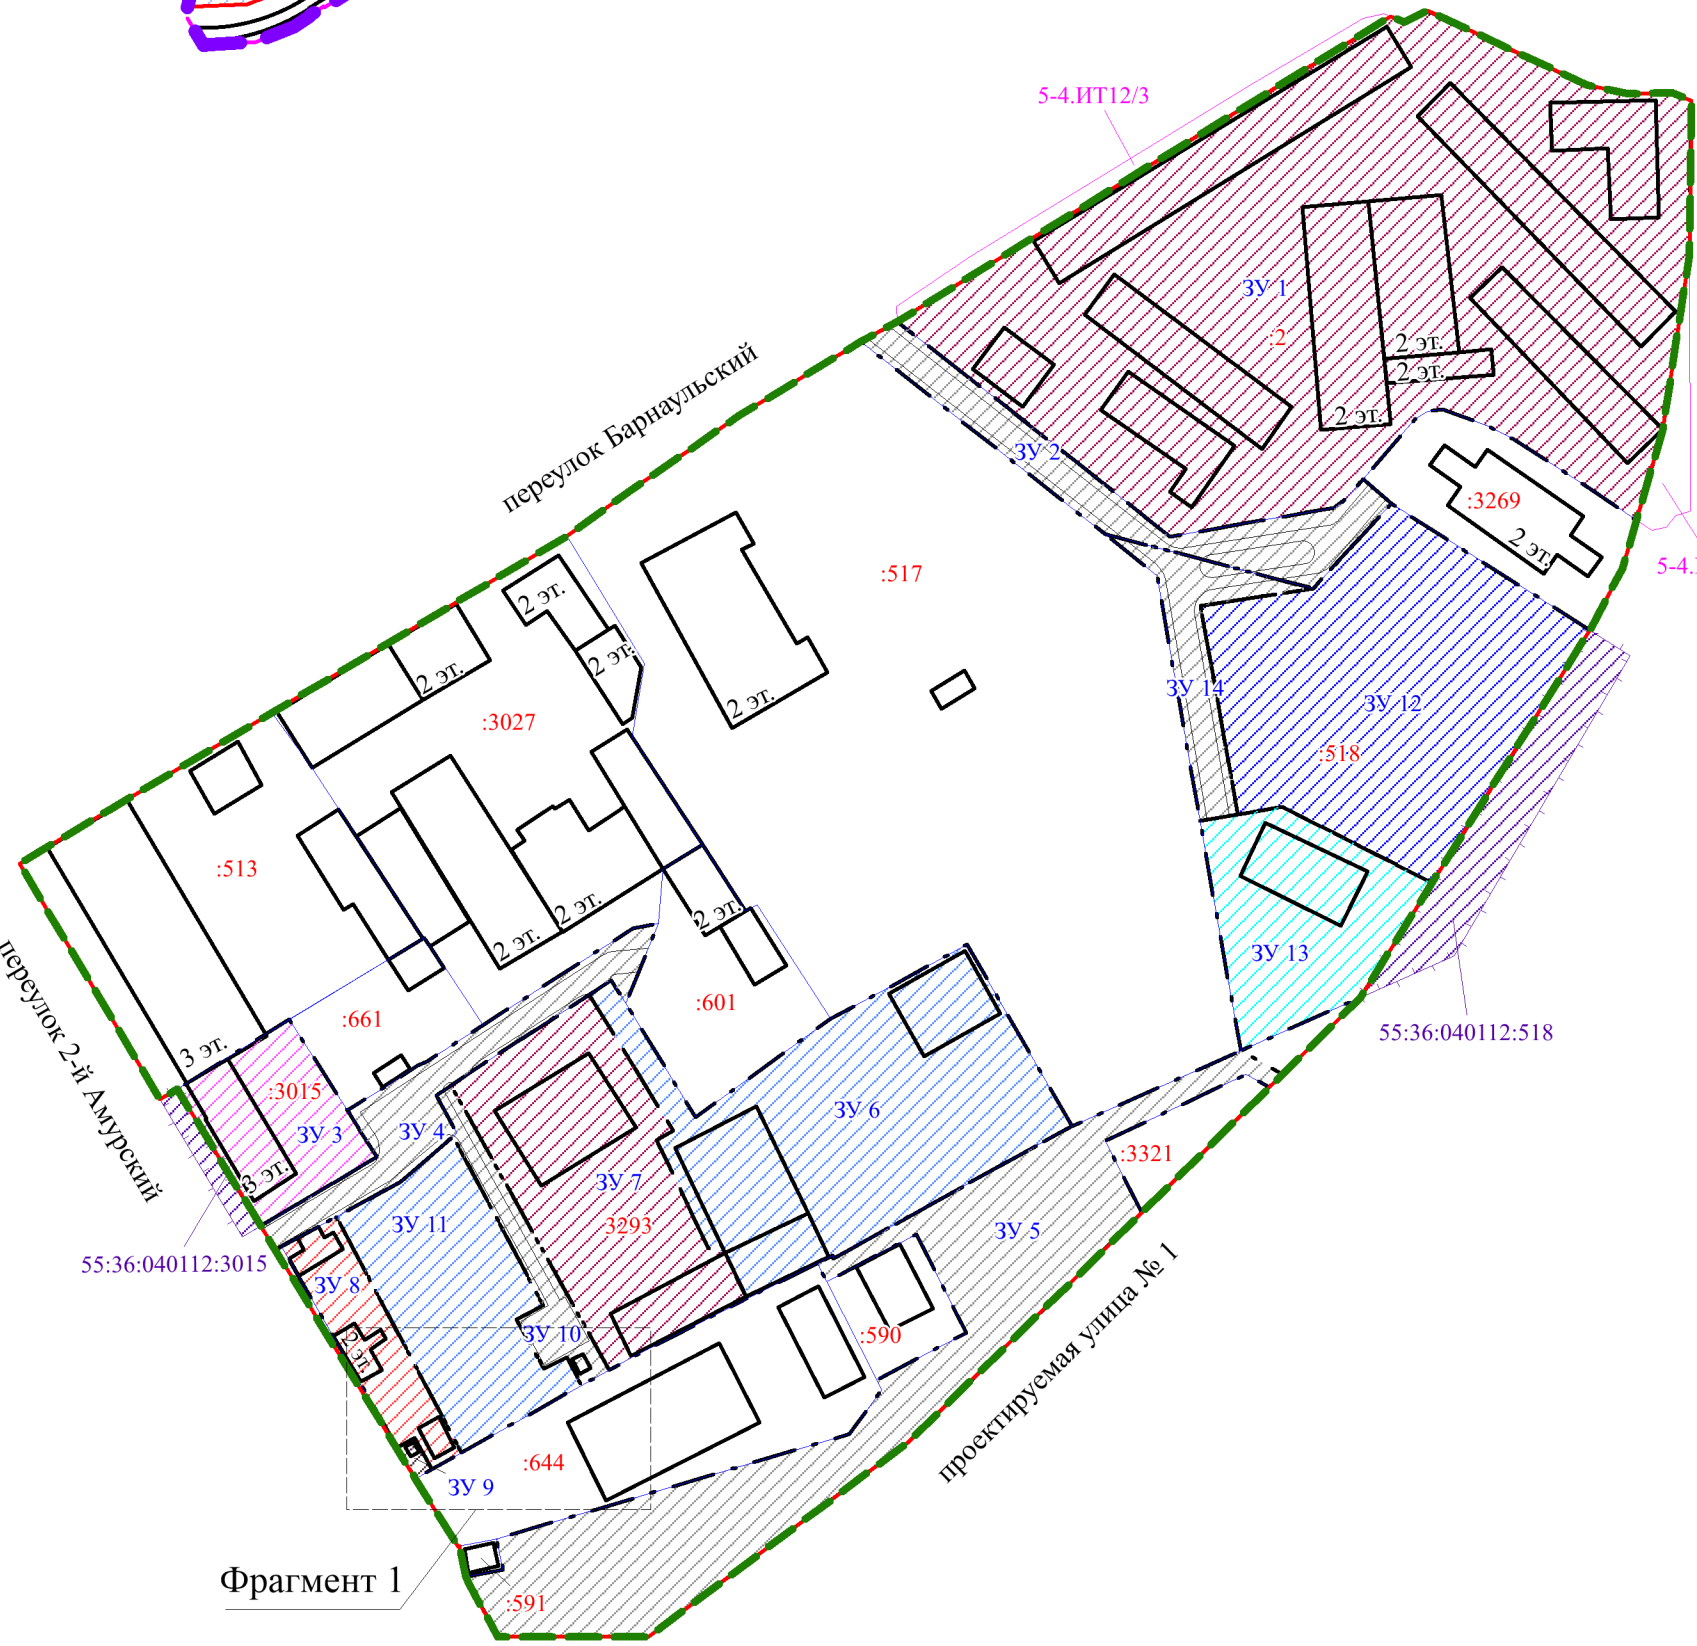 5-4.ИТ12/3
ЗУ 1
:2
2 эт.
2 эт.
2 эт.
переулок Барнаульский
ЗУ 2
:3269
2 эт.
5-4.
:517
2 эт.
2 эт.
2 эт.
2 эт.
ЗУ 14
ЗУ 12
:518
:3027
:513
2 эт.
2 эт.
2 эт.
ЗУ 13
переулок 2-й Амурский
:601
:661
3 эт.
55:36:040112:518
:3015
ЗУ 3
ЗУ 4
ЗУ 6
:3321
3 эт.
ЗУ 7
3293
ЗУ 11
ЗУ 5
55:36:040112:3015
ЗУ 8
2 эт.
ЗУ 10
:590
проектируемая улица № 1
:644
ЗУ 9
Фрагмент 1
:591